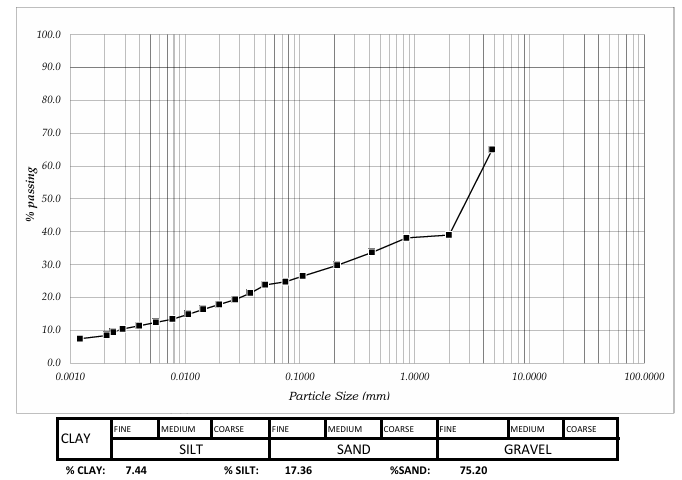 100.0
90.0
80.0
70.0
60.0
50.0
40.0
30.0
20.0
10.0
0.0
% passing
0.0010 0.0100 0.1000 1.0000 10.0000 100.0000
Particle Size (mm)
CLAY
FINE MEDIUM COARSE FINE MEDIUM COARSE FINE MEDIUM COARSE
SILT SAND GRAVEL
% CLAY: 7.44 % SILT: 17.36 %SAND: 75.20